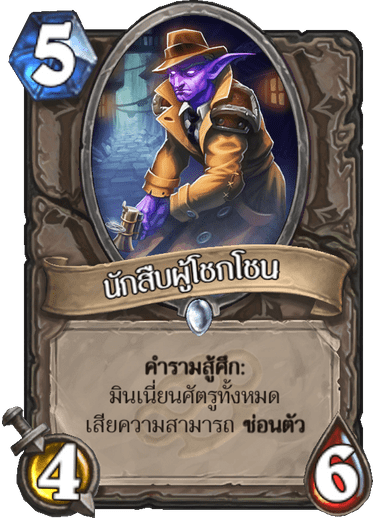 5
นักสืบผู้โชกโชน
คำรามสู้ศึก:
มินเนี่ยนศัตรูทั้งหมด
เสียความสามารถ ซ่อนตัว
4
6